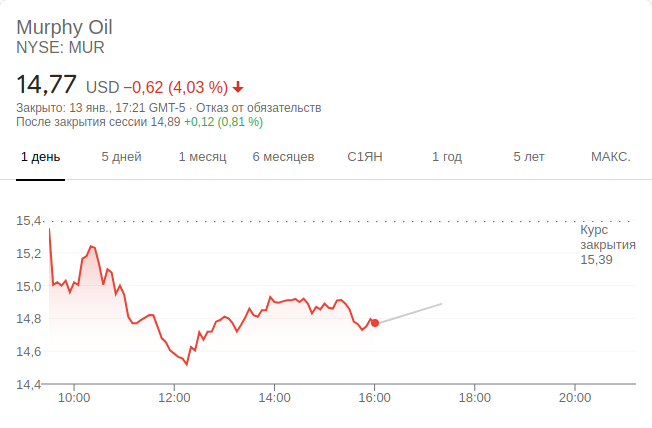 Murphy Oil
NYSE: MUR
14,77 USD −0,62 (4,03 %)
Закрыто: 13 янв., 17:21 GMT-5 · Отказ от обязательств
После закрытия сессии 14,89 +0,12 (0,81 %)
1 день 5 дней 1 месяц 6 месяцев С1ЯН 1 год 5 лет МАКС.
15,4
Курс
закрытия
15,39
15,2
15,0
14,8
14,6
14,4
10:00 12:00 14:00 16:00 18:00 20:00